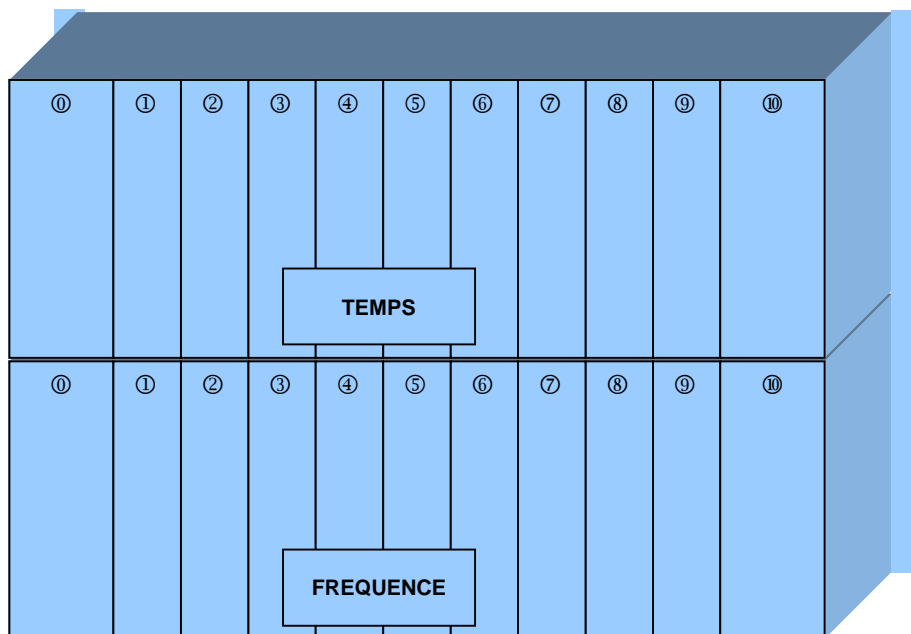 ⓪ ① ② ③ ④ ⑤ ⑥ ⑦ ⑧ ⑨ ⑩
TEMPS
⓪ ① ② ③ ④ ⑤ ⑥ ⑦ ⑧ ⑨ ⑩
FREQUENCE